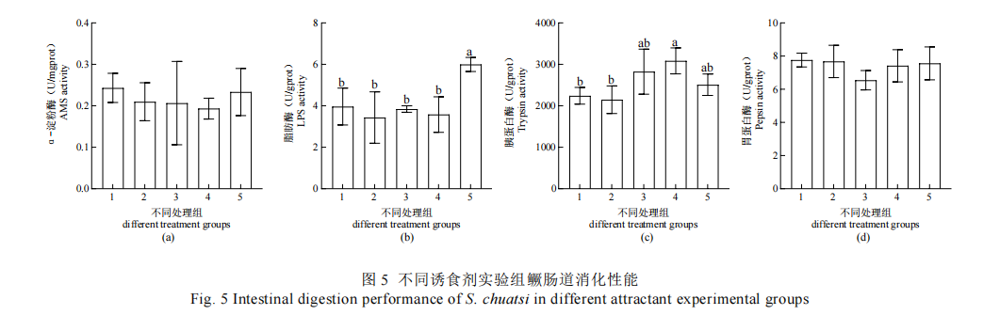 α-淀粉酶（U/mgprot）
AMS activity
0.4
0.3
0.2
0.1
0.0
1 2 3 4 5
不同处理组
different treatment groups
(a)
脂肪酶（U/gprot）
LPS activity
8
6
4
2
0
b b b b a
1 2 3 4 5
不同处理组
different treatment groups
(b)
胰蛋白酶（U/gprot）
Trypsin activity
4000
3000
2000
1000
0
b b ab a ab
1 2 3 4 5
不同处理组
different treatment groups
(c)
胃蛋白酶（U/gprot）
Pepsin activity
10
8
6
4
2
0
1 2 3 4 5
不同处理组
different treatment groups
(d)
图 5 不同诱食剂实验组鳜肠道消化性能
Fig. 5 Intestinal digestion performance of S. chuatsi in different attractant experimental groups